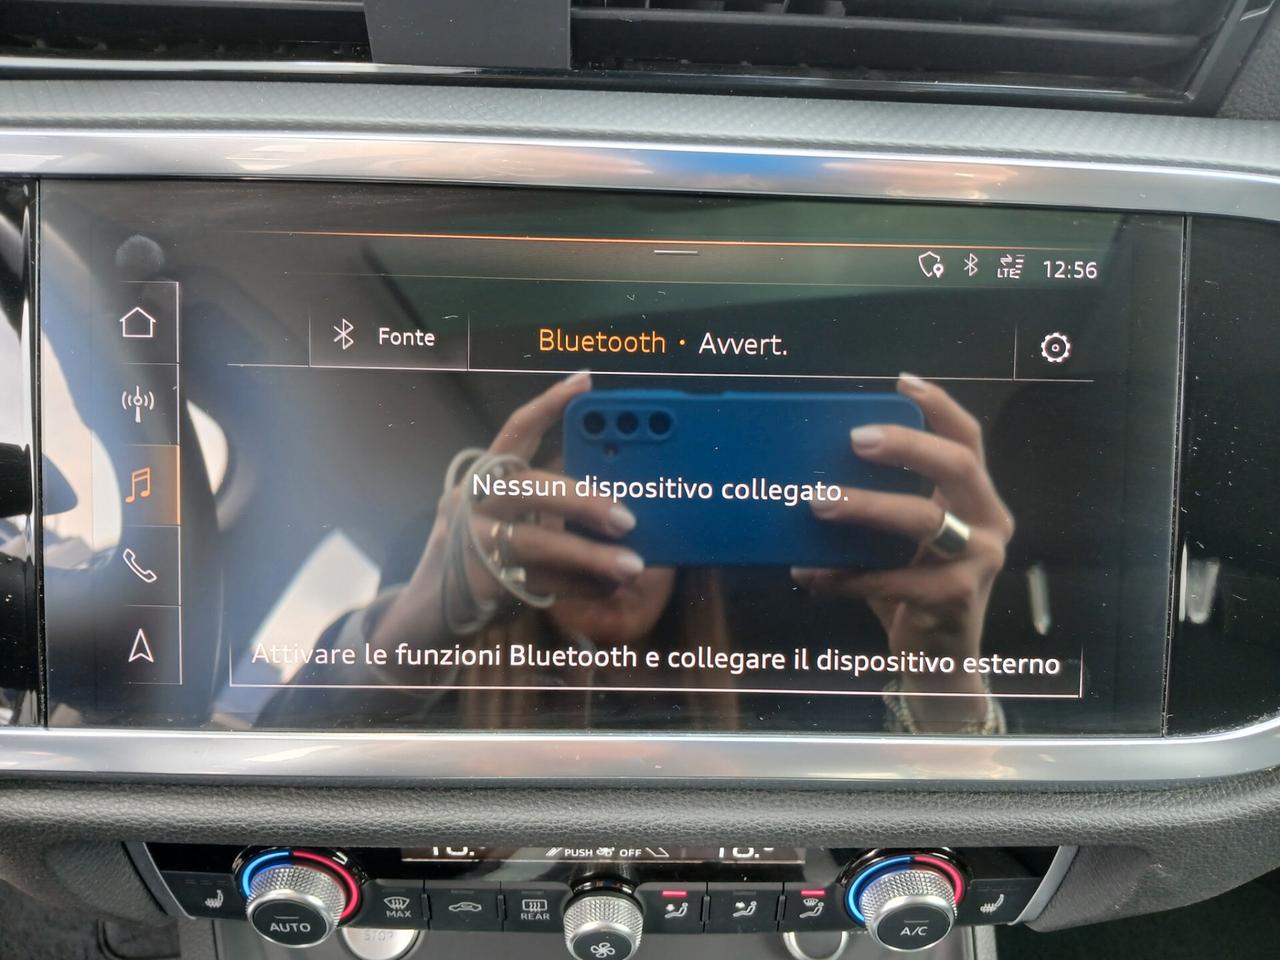 LTE 12:56
Fonte
Bluetooth • Avvert.
Nessun dispositivo collegato.
Attivare le funzioni Bluetooth e collegare il dispositivo esterno
PUSH OFF
AUTO
MAX
REAR
A/C
STOP